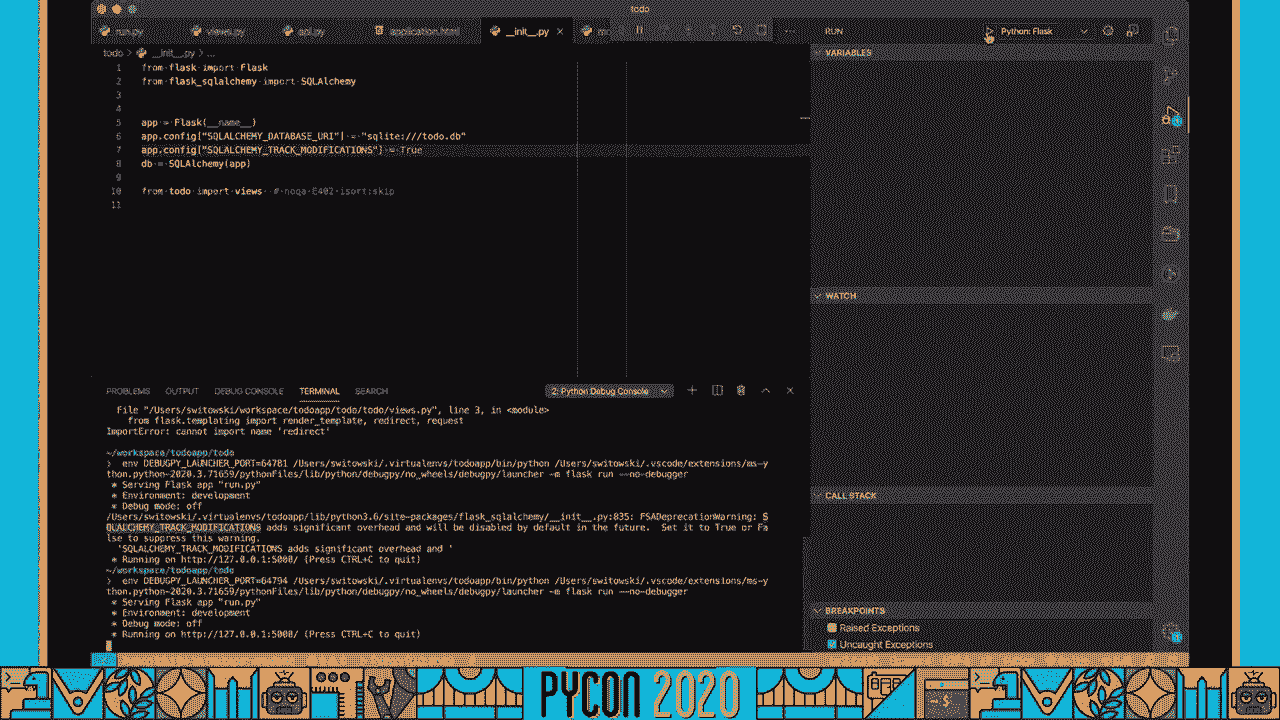 todo
run.py views.py api.py application.html __init__.py
todo > __init__.py > ...
1 from flask import Flask
2 from flask_sqlalchemy import SQLAlchemy
3
4
5 app = Flask(__name__)
6 app.config["SQLALCHEMY_DATABASE_URI"] = "sqlite:///todo.db"
7 app.config["SQLALCHEMY_TRACK_MODIFICATIONS"] = True
8 db = SQLAlchemy(app)
9
10 from todo import views # noqa E402 isort:skip
11
RUN
Python: Flask
VARIABLES
WATCH
CALL STACK
BREAKPOINTS
Raised Exceptions
Uncaught Exceptions
PROBLEMS OUTPUT DEBUG CONSOLE TERMINAL SEARCH
2: Python Debug Console
File "/Users/switowski/workspace/todoapp/todo/todo/views.py", line 3, in <module>
from flask.templating import render_template, redirect, request
ImportError: cannot import name 'redirect'
~/workspace/todoapp/todo
❯ env DEBUGPY_LAUNCHER_PORT=64781 /Users/switowski/.virtualenvs/todoapp/bin/python /Users/switowski/.vscode/extensions/ms-y
thon.python-2020.3.71659/pythonFiles/lib/python/debugpy/no_wheels/debugpy/launcher -m flask run --no-debugger
* Serving Flask app "run.py"
* Environment: development
* Debug mode: off
/Users/switowski/.virtualenvs/todoapp/lib/python3.6/site-packages/flask_sqlalchemy/__init__.py:835: FSADeprecationWarning: S
QLALCHEMY_TRACK_MODIFICATIONS adds significant overhead and will be disabled by default in the future. Set it to True or Fa
lse to suppress this warning.
'SQLALCHEMY_TRACK_MODIFICATIONS adds significant overhead and '
* Running on http://127.0.0.1:5000/ (Press CTRL+C to quit)
~/workspace/todoapp/todo
❯ env DEBUGPY_LAUNCHER_PORT=64794 /Users/switowski/.virtualenvs/todoapp/bin/python /Users/switowski/.vscode/extensions/ms-y
thon.python-2020.3.71659/pythonFiles/lib/python/debugpy/no_wheels/debugpy/launcher -m flask run --no-debugger
* Serving Flask app "run.py"
* Environment: development
* Debug mode: off
* Running on http://127.0.0.1:5000/ (Press CTRL+C to quit)
PYCON 2020